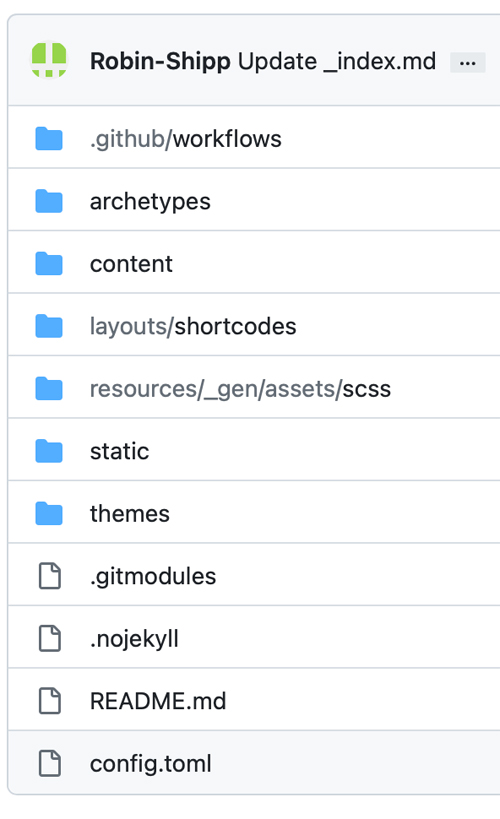 Robin-Shipp Update _index.md ...
.github/workflows
archetypes
content
layouts/shortcodes
resources/_gen/assets/scss
static
themes
.gitmodules
.nojekyll
README.md
config.toml